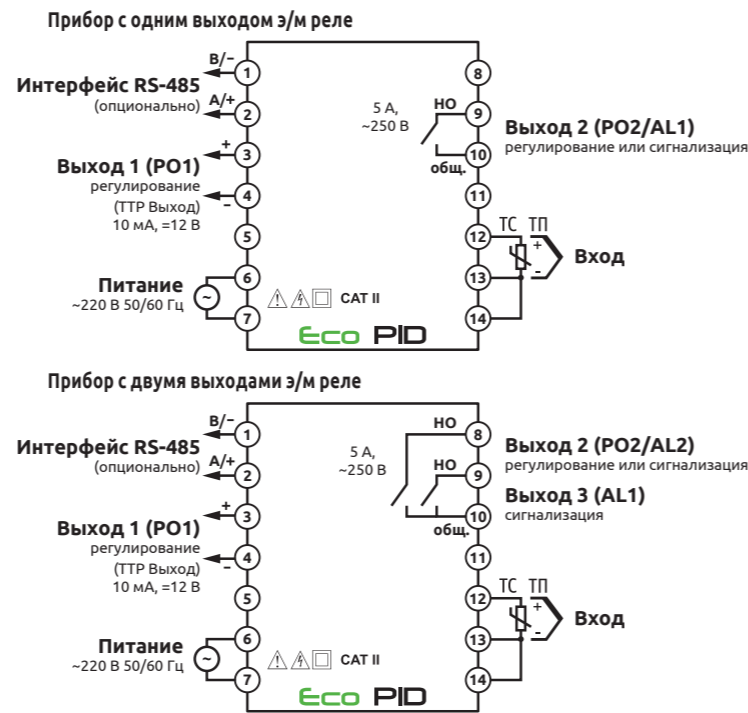 Прибор с одним выходом э/м реле
B/–
1
Интерфейс RS-485
(опционально)
A/+
2
+
3
Выход 1 (PO1)
регулирование
(ТТР Выход)
10 мА, =12 В
4
–
5
Питание
~220 В 50/60 Гц
~
6
7
CAT II
Eco PID
8
5 А,
~250 В
НО
9
10
общ.
Выход 2 (PO2/AL1)
регулирование или сигнализация
11
12
ТС ТП
+
-
Вход
13
14
Прибор с двумя выходами э/м реле
B/–
1
Интерфейс RS-485
(опционально)
A/+
2
+
3
Выход 1 (PO1)
регулирование
(ТТР Выход)
10 мА, =12 В
4
–
5
Питание
~220 В 50/60 Гц
~
6
7
CAT II
Eco PID
НО
8
5 А,
~250 В
НО
9
10
общ.
Выход 2 (PO2/AL2)
регулирование или сигнализация
Выход 3 (AL1)
сигнализация
11
12
ТС ТП
+
-
Вход
13
14